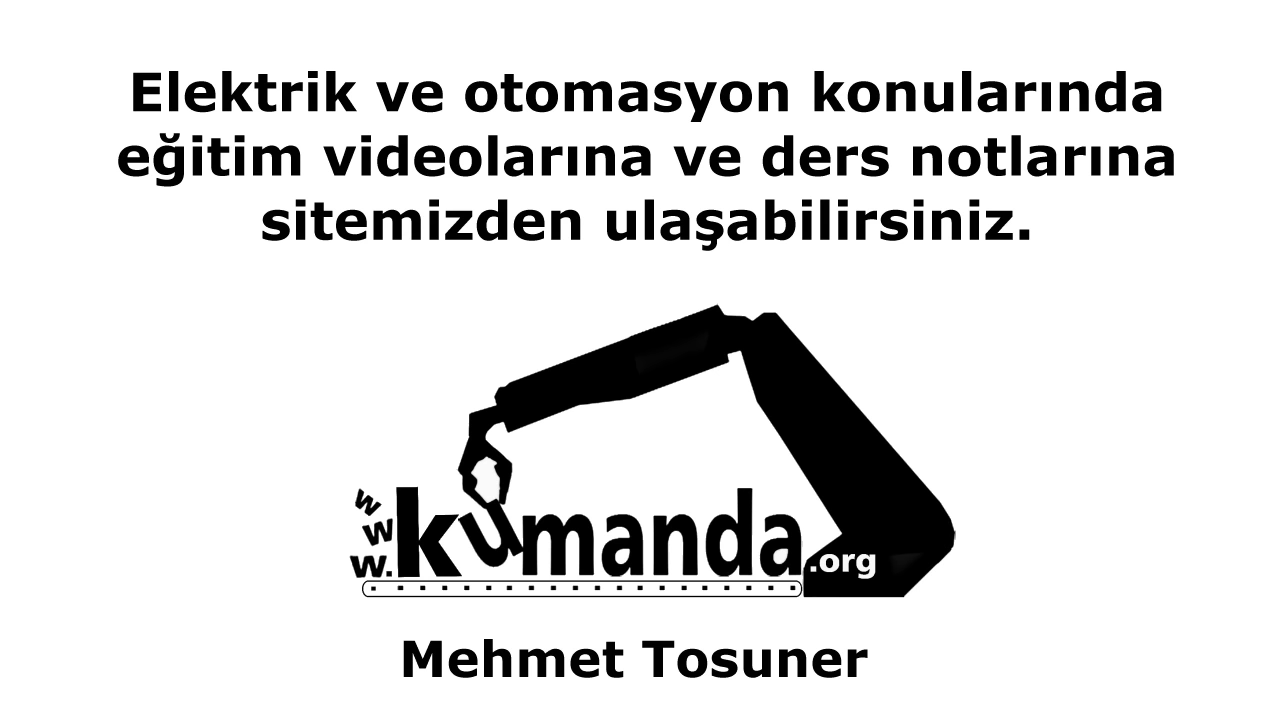 Elektrik ve otomasyon konularında
eğitim videolarına ve ders notlarına
sitemizden ulaşabilirsiniz.
www.kumanda.org
Mehmet Tosuner